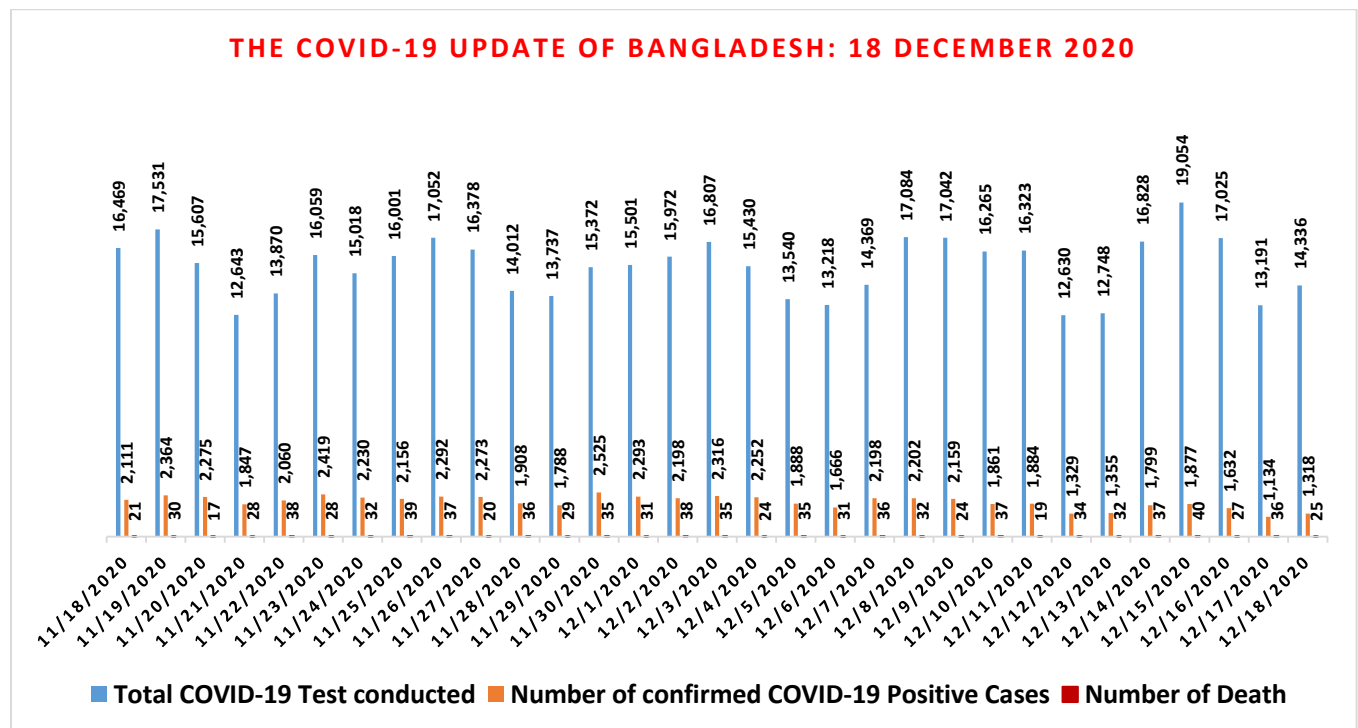 THE COVID-19 UPDATE OF BANGLADESH: 18 DECEMBER 2020
16,469 17,531 15,607 12,643 13,870 16,059 15,018 16,001 17,052 16,378 14,012 13,737 15,372 15,501 15,972 16,807 15,430 13,540 13,218 14,369 17,084 17,042 16,265 16,323 12,630 12,748 16,828 19,054 17,025 13,191 14,336
2,111 2,364 2,275 1,847 2,060 2,419 2,230 2,156 2,292 2,273 1,908 1,788 2,525 2,293 2,198 2,316 2,252 1,888 1,666 2,198 2,202 2,159 1,861 1,884 1,329 1,355 1,799 1,877 1,632 1,134 1,318
21 30 17 28 38 28 32 39 37 20 36 29 35 31 38 35 24 35 31 36 32 24 37 19 34 32 37 40 27 36 25
11/18/2020 11/19/2020 11/20/2020 11/21/2020 11/22/2020 11/23/2020 11/24/2020 11/25/2020 11/26/2020 11/27/2020 11/28/2020 11/29/2020 11/30/2020 12/1/2020 12/2/2020 12/3/2020 12/4/2020 12/5/2020 12/6/2020 12/7/2020 12/8/2020 12/9/2020 12/10/2020 12/11/2020 12/12/2020 12/13/2020 12/14/2020 12/15/2020 12/16/2020 12/17/2020 12/18/2020
Total COVID-19 Test conducted Number of confirmed COVID-19 Positive Cases Number of Death